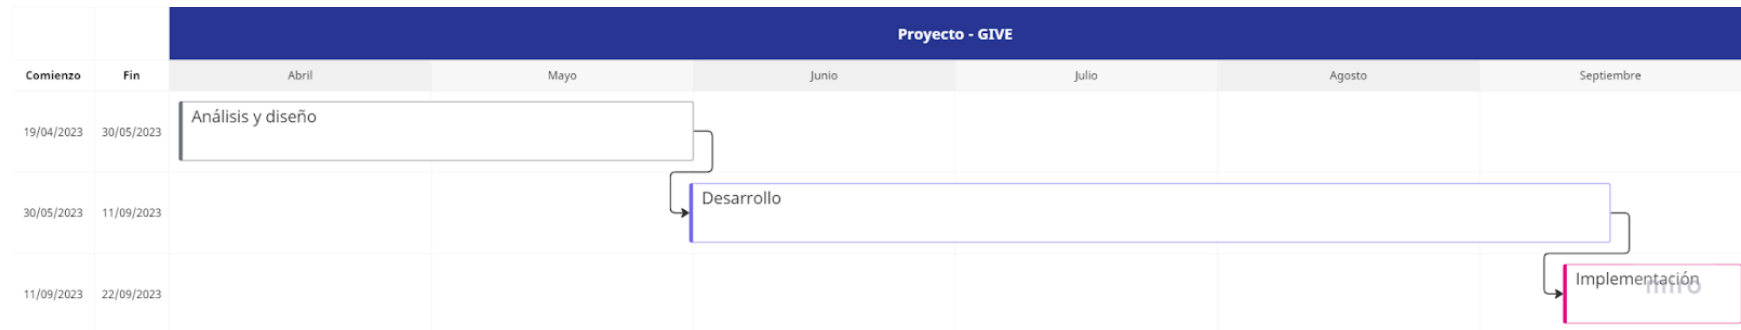 Proyecto - GIVE
Comienzo Fin Abril Mayo Junio Julio Agosto Septiembre
19/04/2023 30/05/2023 Análisis y diseño
30/05/2023 11/09/2023 Desarrollo
11/09/2023 22/09/2023 Implementación
miro